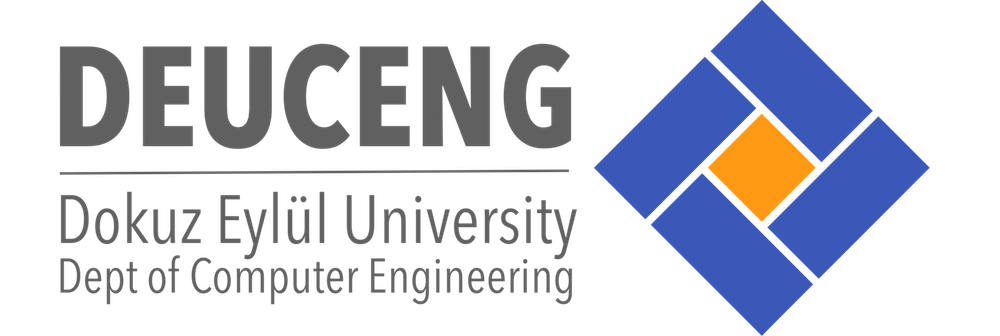 DEUCENG
Dokuz Eylül University
Dept of Computer Engineering